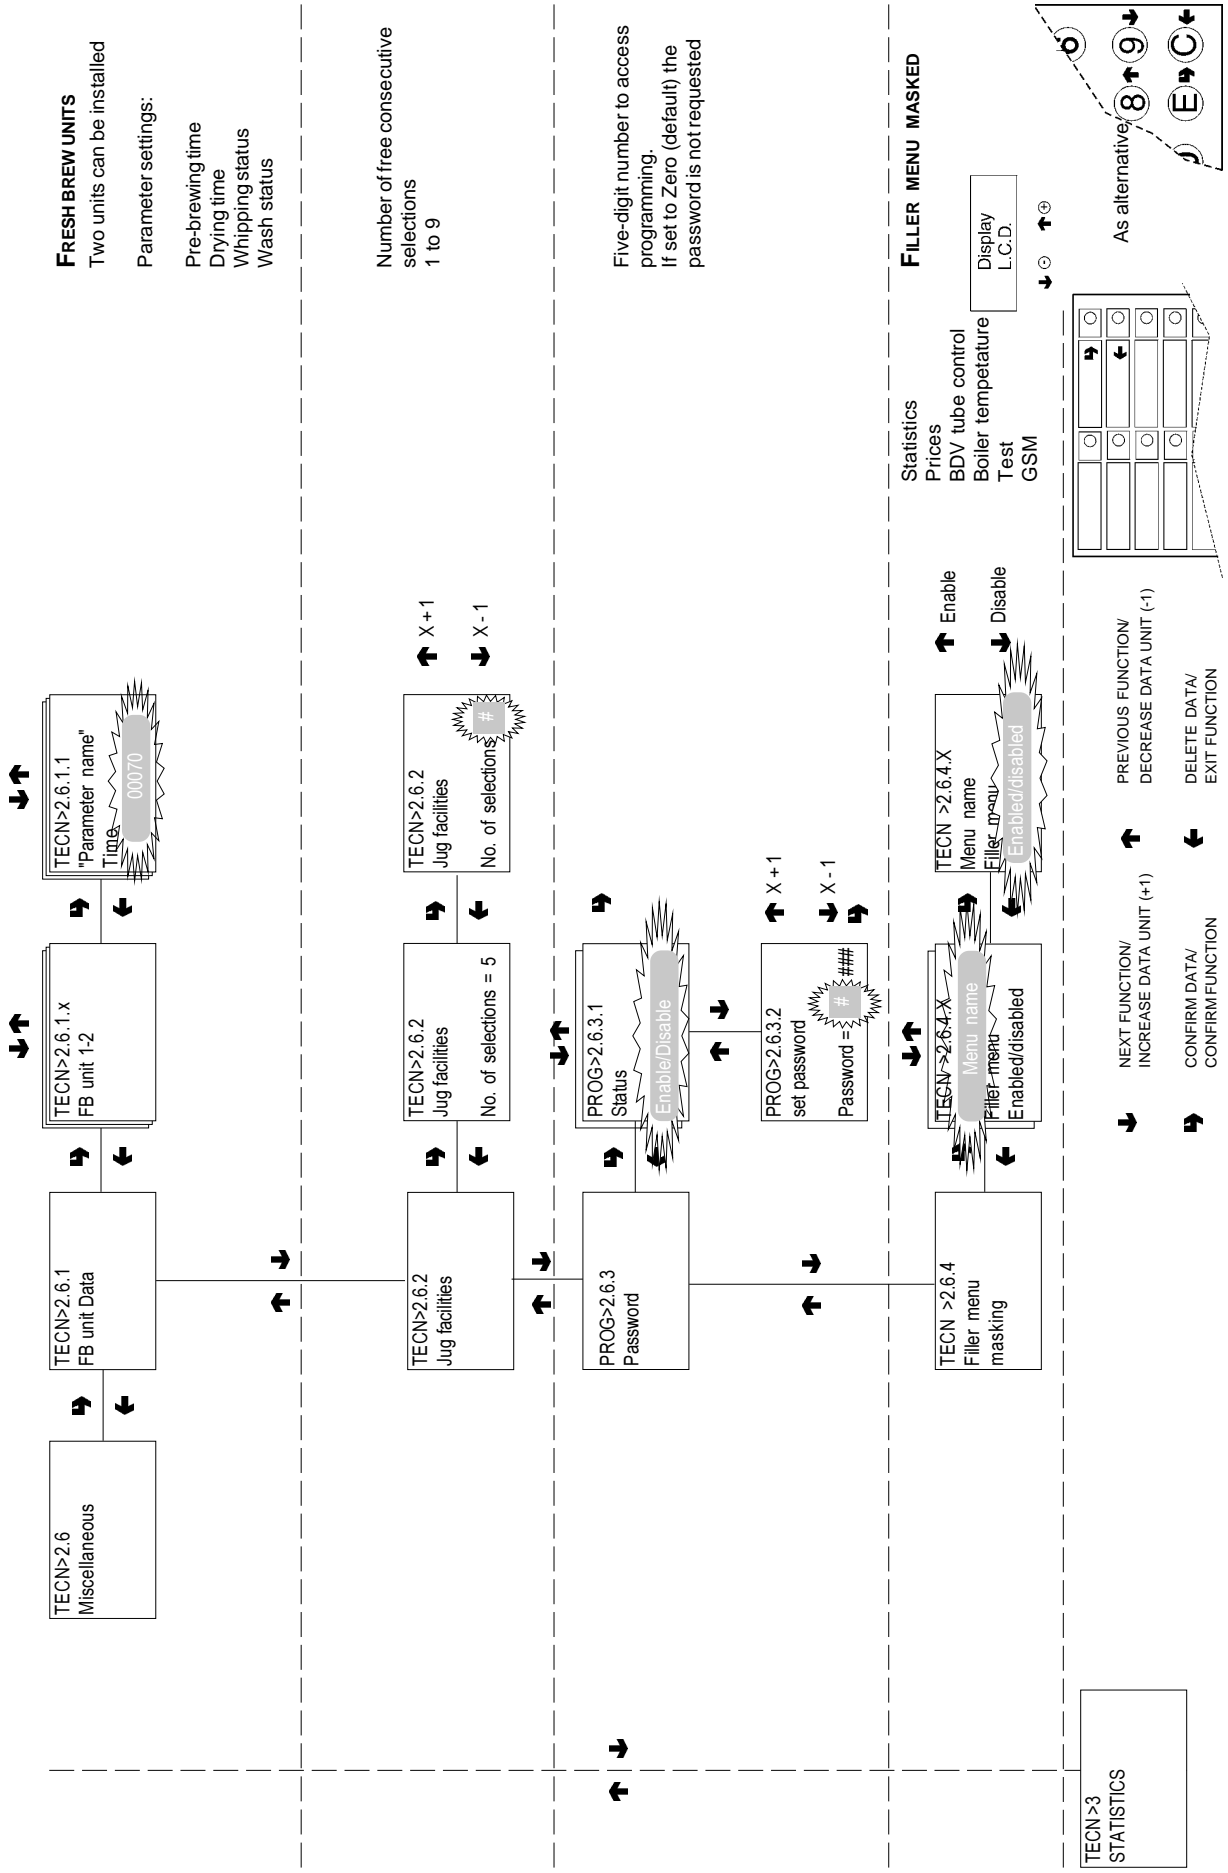 TECN>2.6
Miscellaneous
TECN>2.6.1
FB unit Data
TECN>2.6.1.x
FB unit 1-2
TECN>2.6.1.1
"Parameter name"
Time
00070
FRESH BREW UNITS
Two units can be installed
Parameter settings:
Pre-brewing time
Drying time
Whipping status
Wash status
TECN>2.6.2
Jug facilities
TECN>2.6.2
Jug facilities
No. of selections = 5
TECN>2.6.2
Jug facilities
No. of selections
#
X + 1
X - 1
Number of free consecutive
selections
1 to 9
PROG>2.6.3
Password
PROG>2.6.3.1
Status
Enable/Disable
PROG>2.6.3.2
set password
Password = # ###
X + 1
X - 1
Five-digit number to access
programming.
If set to Zero (default) the
password is not requested
TECN >2.6.4
Filler menu
masking
TECN >2.6.4.X
Menu name
Filler menu
Enabled/disabled
TECN >2.6.4.X
Menu name
Filler menu
Enabled/disabled
Enable
Disable
Statistics
Prices
BDV tube control
Boiler tempetature
Test
GSM
FILLER MENU MASKED
Display
L.C.D.
TECN>3
STATISTICS
NEXT FUNCTION/
INCREASE DATA UNIT (+1)
CONFIRM DATA/
CONFIRM FUNCTION
PREVIOUS FUNCTION/
DECREASE DATA UNIT (-1)
DELETE DATA/
EXIT FUNCTION
As alternative
8 9
E C